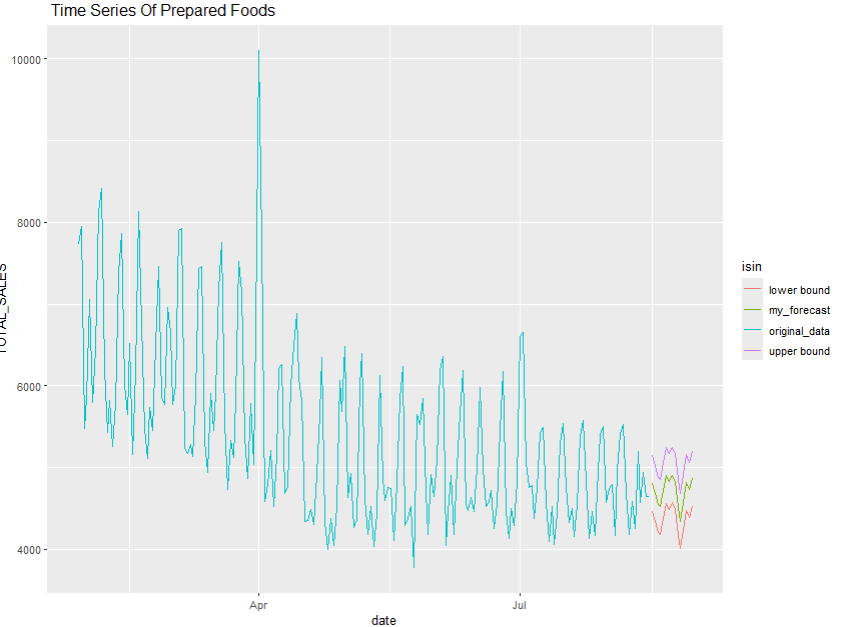 Time Series Of Prepared Foods
10000
8000
6000
4000
TOTAL_SALES
Apr
Jul
date
isin
lower bound
my_forecast
original_data
upper bound